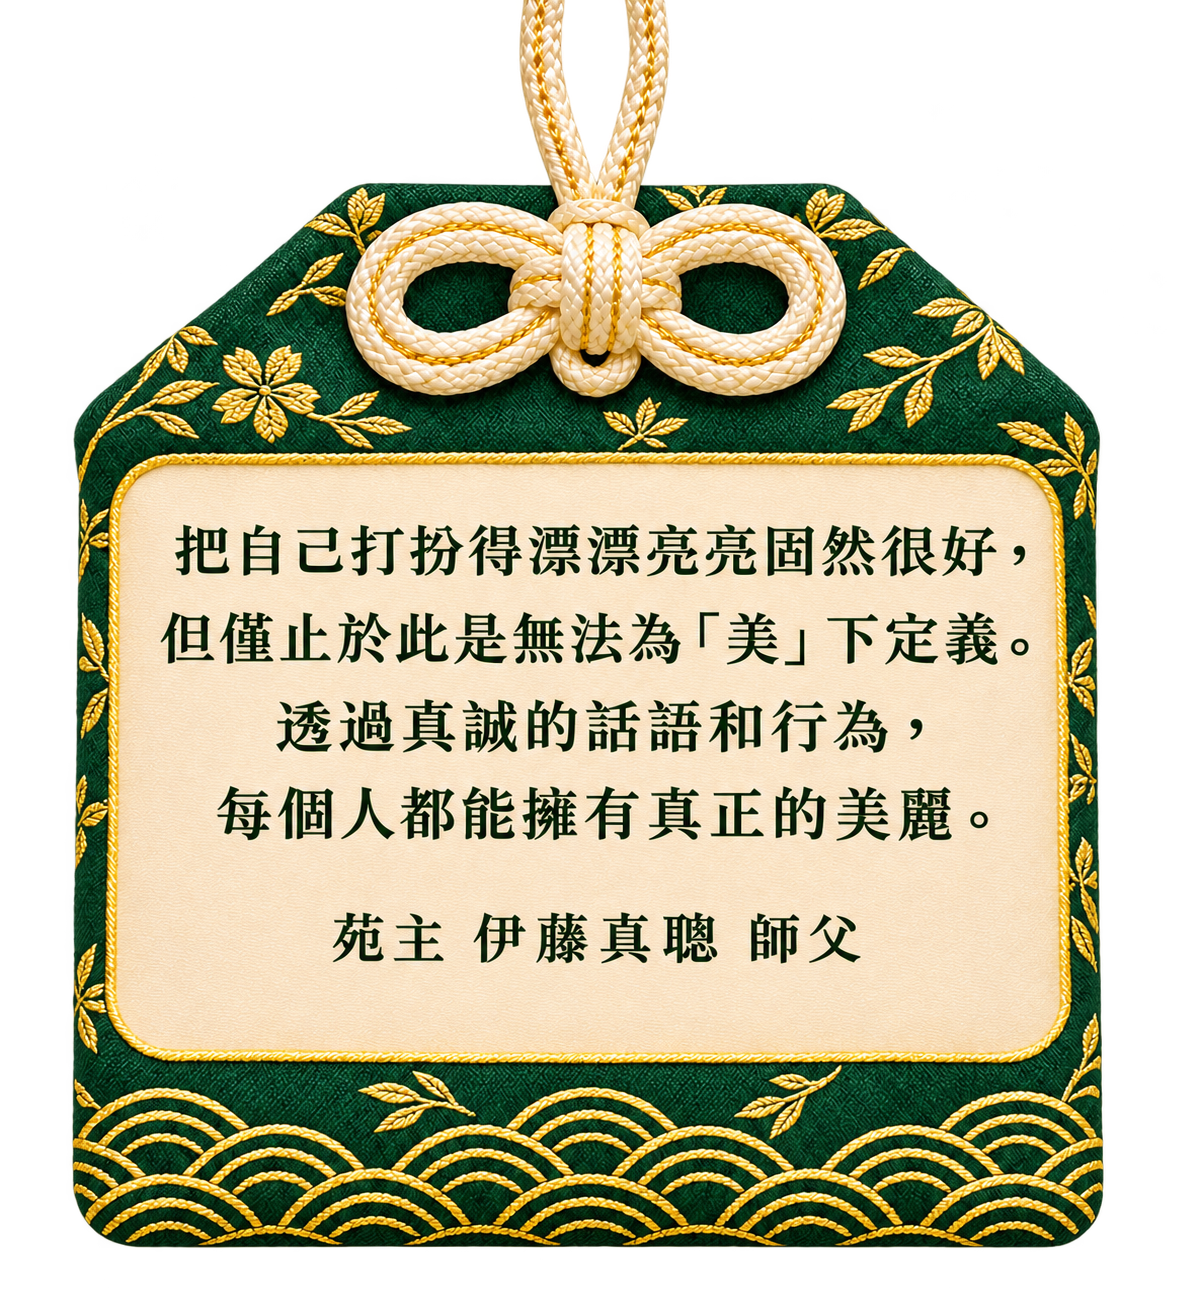 把自己打扮得漂漂亮亮固然很好，
但僅止於此是無法為「美」下定義。
透過真誠的話語和行為，
每個人都能擁有真正的美麗。
苑主 伊藤真聰 師父